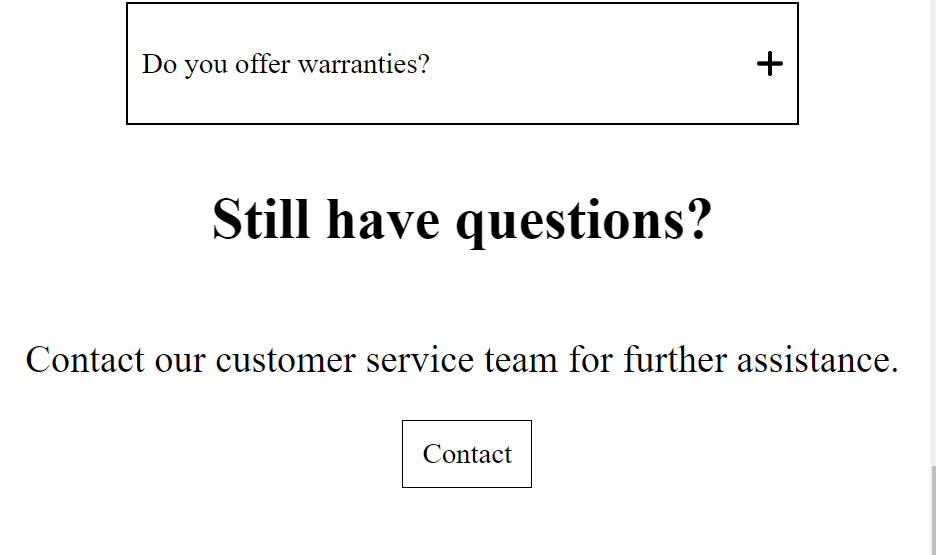 Do you offer warranties?
Still have questions?
Contact our customer service team for further assistance.
Contact